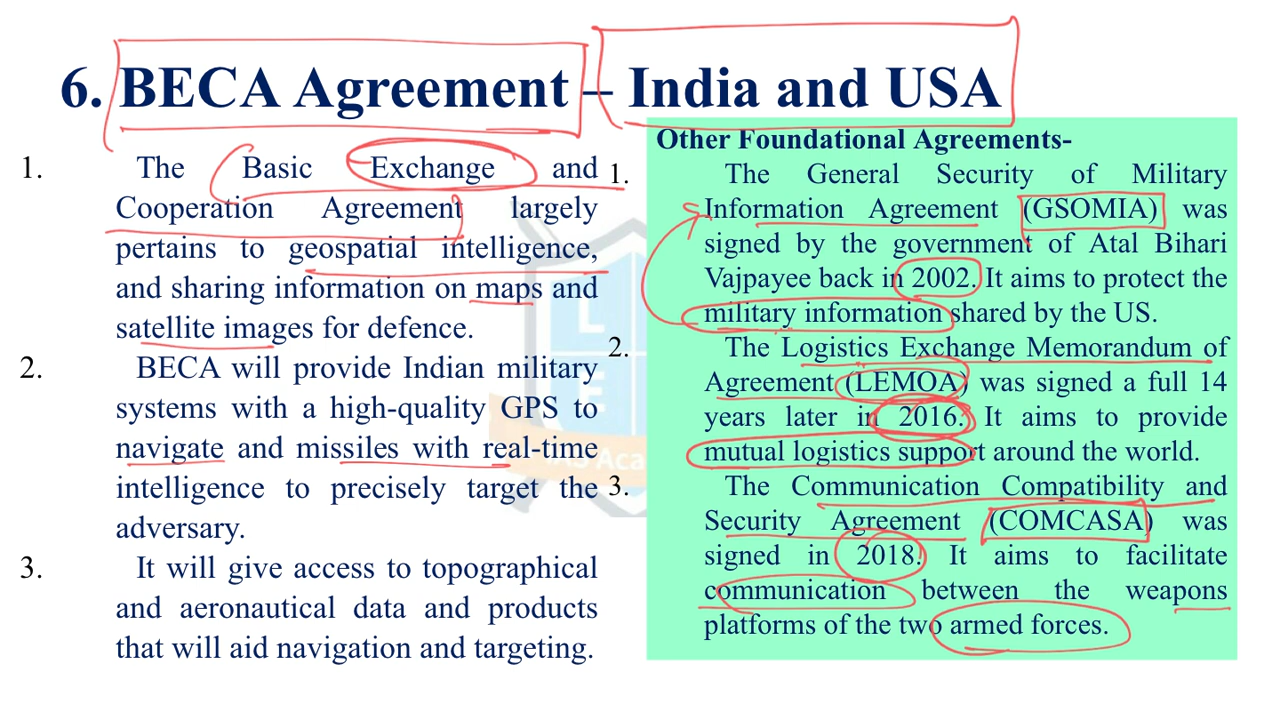 6. BECA Agreement – India and USA
1. The Basic Exchange and
Cooperation Agreement largely
pertains to geospatial intelligence,
and sharing information on maps and
satellite images for defence.
2. BECA will provide Indian military
systems with a high-quality GPS to
navigate and missiles with real-time
intelligence to precisely target the
adversary.
3. It will give access to topographical
and aeronautical data and products
that will aid navigation and targeting.
Other Foundational Agreements-
1. The General Security of Military
Information Agreement (GSOMIA) was
signed by the government of Atal Bihari
Vajpayee back in 2002. It aims to protect the
military information shared by the US.
2. The Logistics Exchange Memorandum of
Agreement (LEMOA) was signed a full 14
years later in 2016. It aims to provide
mutual logistics support around the world.
3. The Communication Compatibility and
Security Agreement (COMCASA) was
signed in 2018. It aims to facilitate
communication between the weapons
platforms of the two armed forces.